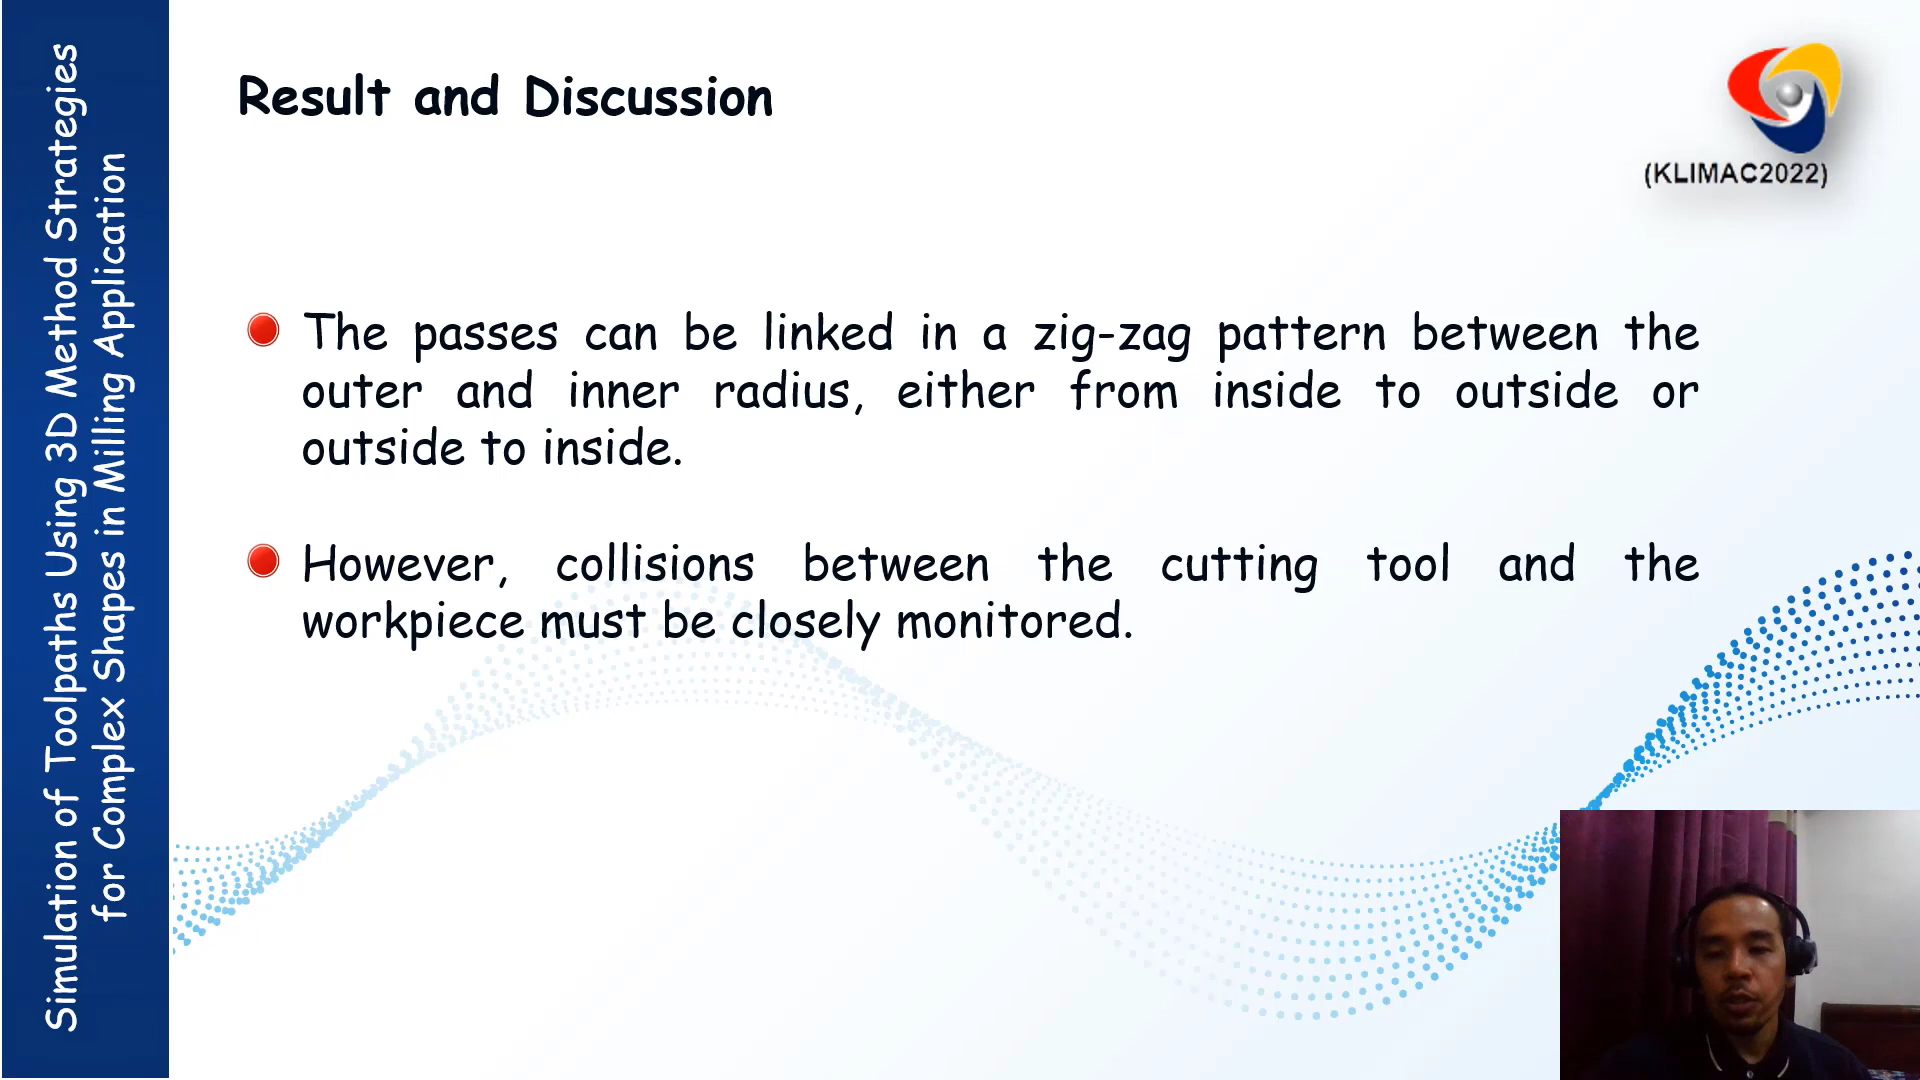 Simulation of Toolpaths Using 3D Method Strategies
for Complex Shapes in Milling Application
Result and Discussion
(KLIMAC2022)
The passes can be linked in a zig-zag pattern between the
outer and inner radius, either from inside to outside or
outside to inside.
However, collisions between the cutting tool and the
workpiece must be closely monitored.